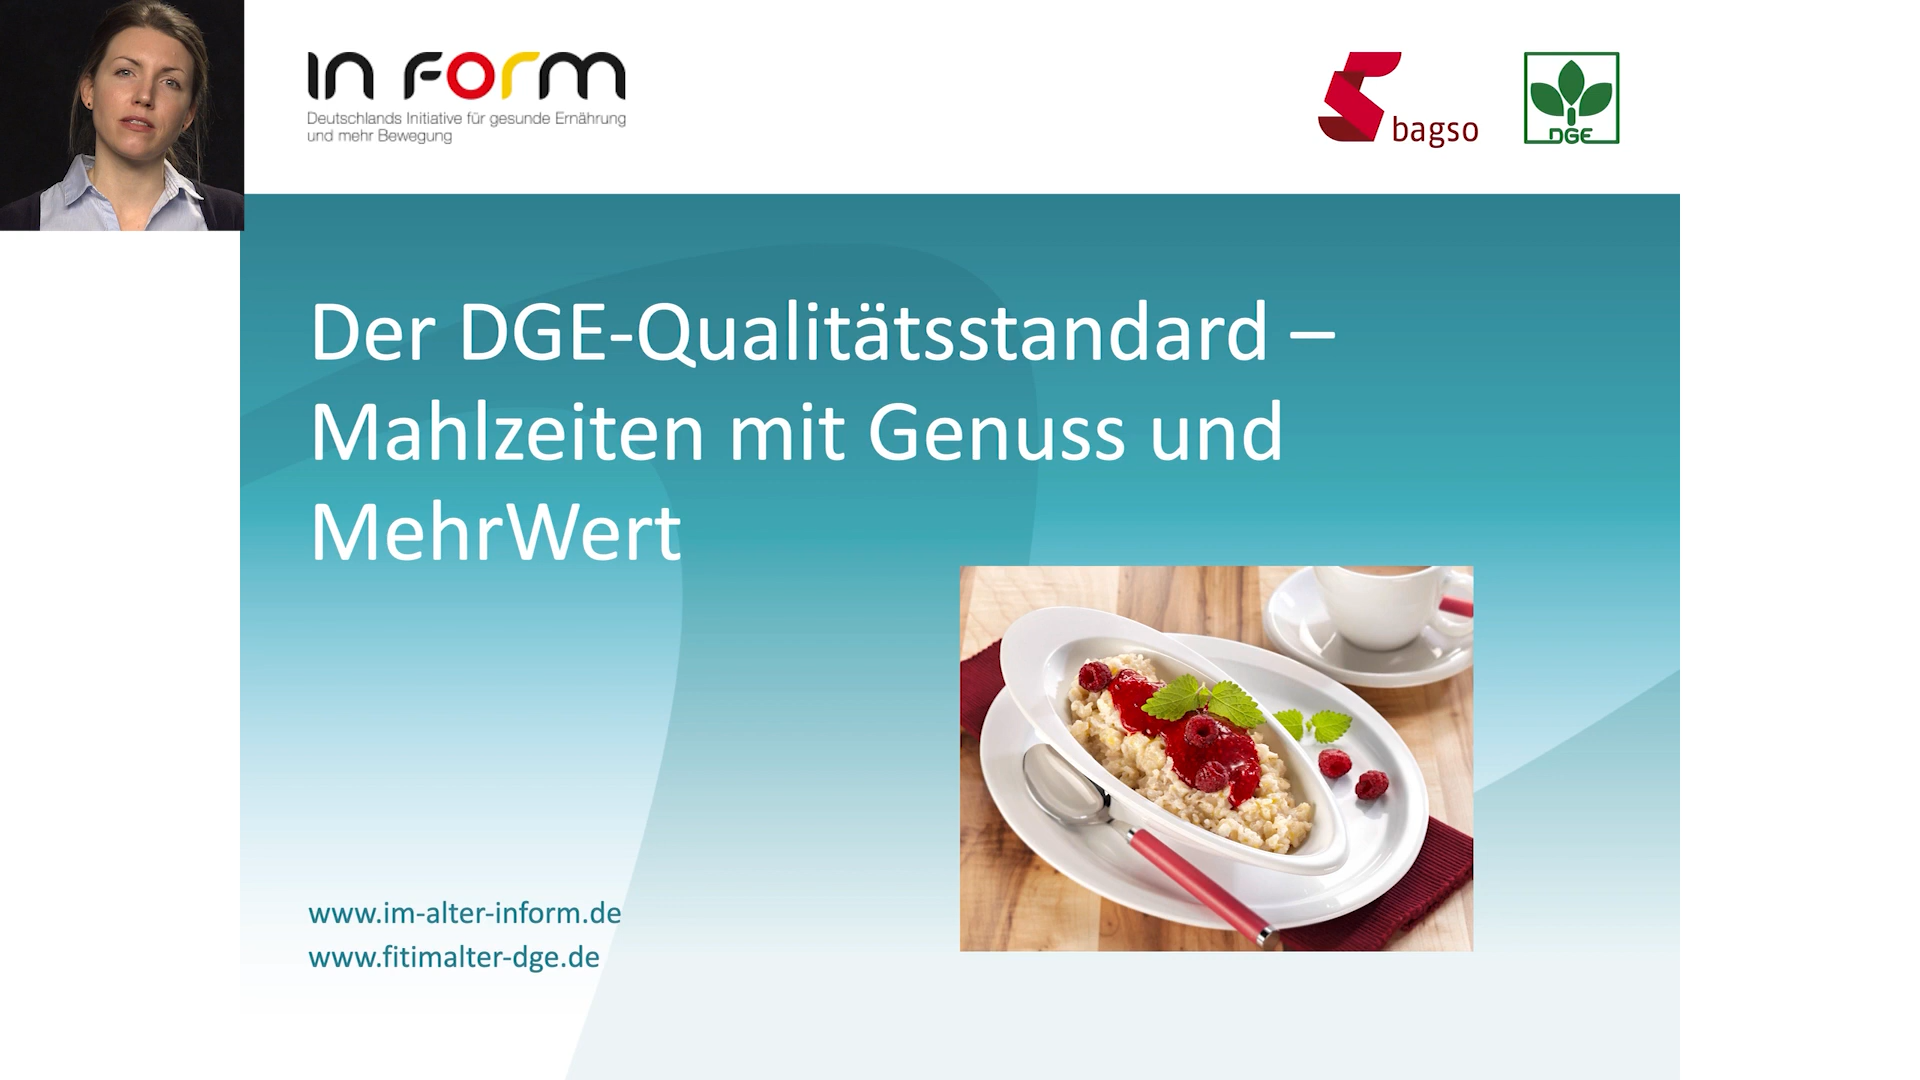 IN FORM
Deutschlands Initiative für gesunde Ernährung
und mehr Bewegung
bagso
DGE
Der DGE-Qualitätsstandard –
Mahlzeiten mit Genuss und
MehrWert
www.im-alter-inform.de
www.fitimalter-dge.de